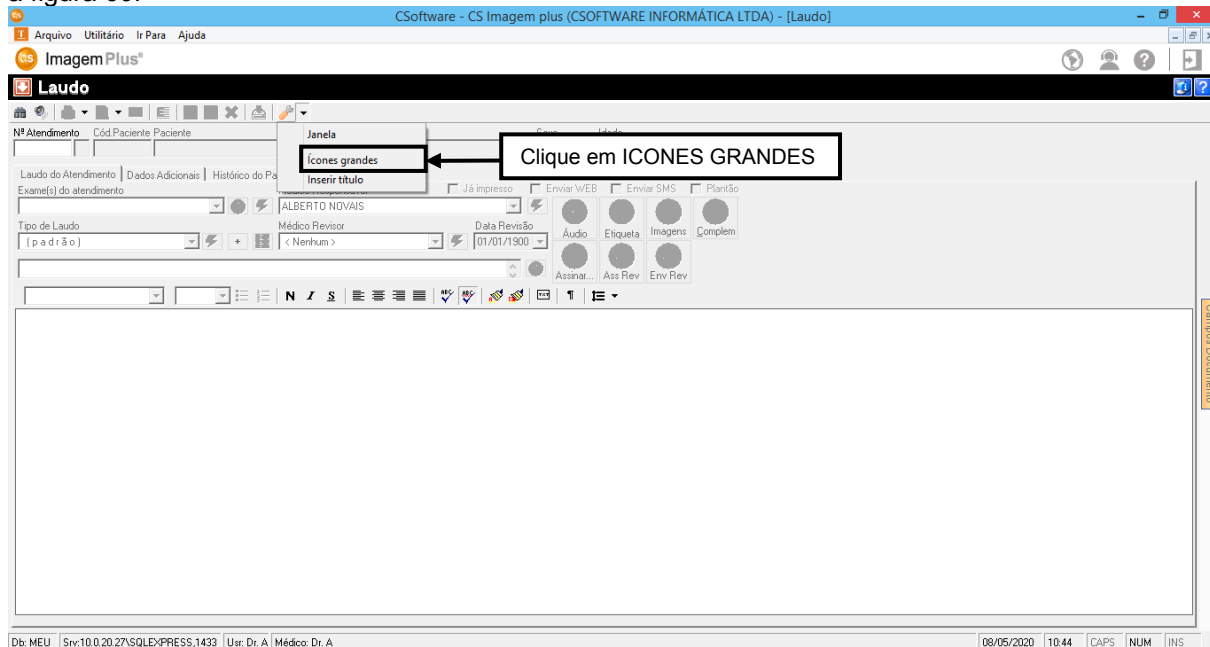 CSoftware - CS Imagem plus (CSOFTWARE INFORMÁTICA LTDA) - [Laudo]
Arquivo Utilitário Ir Para Ajuda
cs ImagemPlus®
Laudo
Nº Atendimento Cód.Paciente Paciente
Janela
Ícones grandes
Inserir título
Clique em ICONES GRANDES
Laudo do Atendimento Dados Adicionais Histórico do Pa
Exame(s) do atendimento
Já impresso Enviar WEB Enviar SMS Plantão
ALBERTO NOVAIS
Tipo de Laudo Médico Revisor Data Revisão
Áudio Etiqueta Imagens Complem
(padrão) < Nenhum > 01/01/1900
Assinar... Ass Rev Env Rev
N I S
Db: MEU Srv:10.0.20.27\SQLEXPRESS,1433 Usr: Dr. A Médico: Dr. A 08/05/2020 10:44 CAPS NUM INS